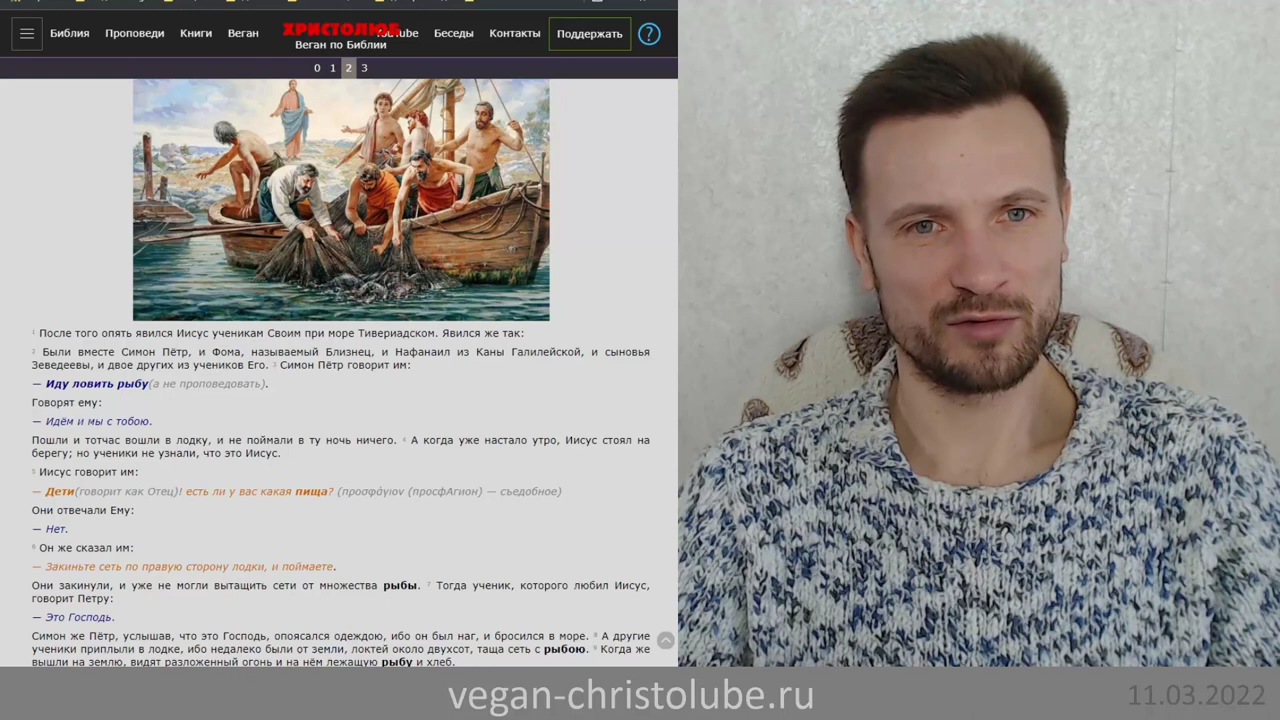 Библия Проповеди Книги Веган ХРИСТОЛЮБ YouTube Беседы Контакты Поддержать ?
Веган по Библии
0 1 2 3
1 После того опять явился Иисус ученикам Своим при море Тивериадском. Явился же так:
2 Были вместе Симон Пётр, и Фома, называемый Близнец, и Нафанаил из Каны Галилейской, и сыновья
Зеведеевы, и двое других из учеников Его. 3 Симон Пётр говорит им:
— Иду ловить рыбу(а не проповедовать).
Говорят ему:
— Идём и мы с тобою.
Пошли и тотчас вошли в лодку, и не поймали в ту ночь ничего. 4 А когда уже настало утро, Иисус стоял на
берегу; но ученики не узнали, что это Иисус.
5 Иисус говорит им:
— Дети(говорит как Отец)! есть ли у вас какая пища? (προσφάγιον (просфАгион) — съедобное)
Они отвечали Ему:
— Нет.
6 Он же сказал им:
— Закиньте сеть по правую сторону лодки, и поймаете.
Они закинули, и уже не могли вытащить сети от множества рыбы. 7 Тогда ученик, которого любил Иисус,
говорит Петру:
— Это Господь.
Симон же Пётр, услышав, что это Господь, опоясался одеждою, ибо он был наг, и бросился в море. 8 А другие
ученики приплыли в лодке, ибо недалеко были от земли, локтей около двухсот, таща сеть с рыбою. 9 Когда же
вышли на землю, видят разложенный огонь и на нём лежащую рыбу и хлеб.
vegan-christolube.ru
11.03.2022